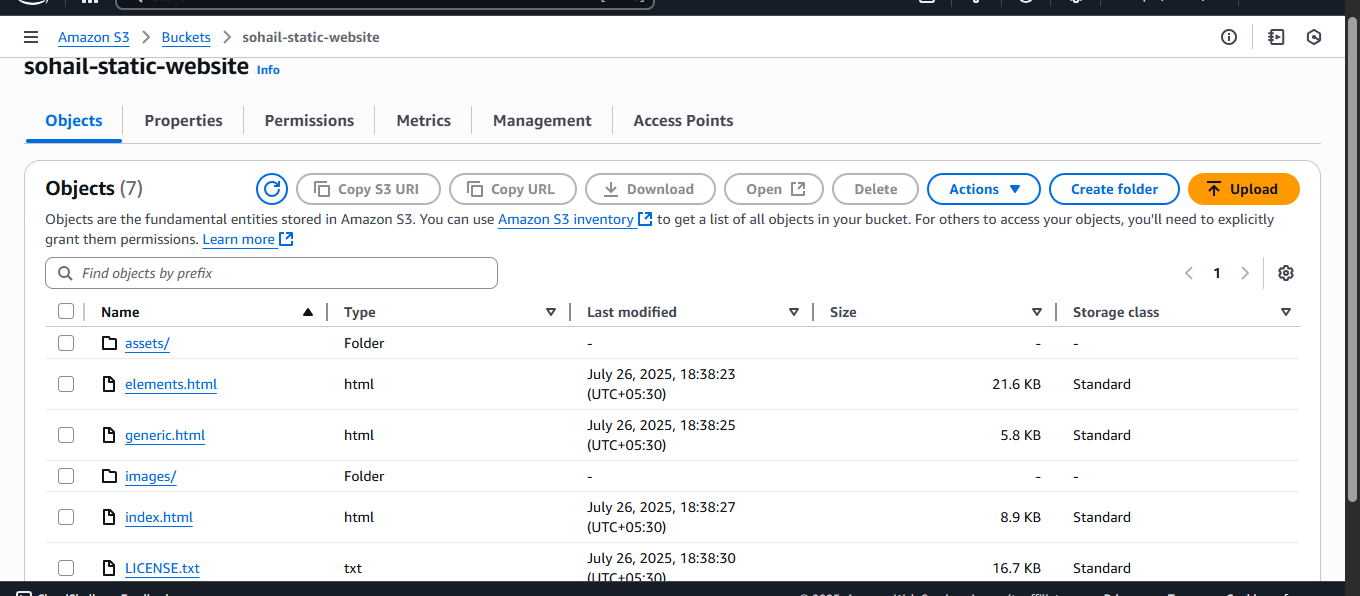 Amazon S3 > Buckets > sohail-static-website
sohail-static-website Info
Objects Properties Permissions Metrics Management Access Points
Objects (7) Copy S3 URI Copy URL Download Open Delete Actions Create folder Upload
Objects are the fundamental entities stored in Amazon S3. You can use Amazon S3 inventory to get a list of all objects in your bucket. For others to access your objects, you'll need to explicitly
grant them permissions. Learn more
Find objects by prefix 1
Name Type Last modified Size Storage class
assets/ Folder - - -
elements.html html July 26, 2025, 18:38:23 (UTC+05:30) 21.6 KB Standard
generic.html html July 26, 2025, 18:38:25 (UTC+05:30) 5.8 KB Standard
images/ Folder - - -
index.html html July 26, 2025, 18:38:27 (UTC+05:30) 8.9 KB Standard
LICENSE.txt txt July 26, 2025, 18:38:30 (UTC+05:30) 16.7 KB Standard